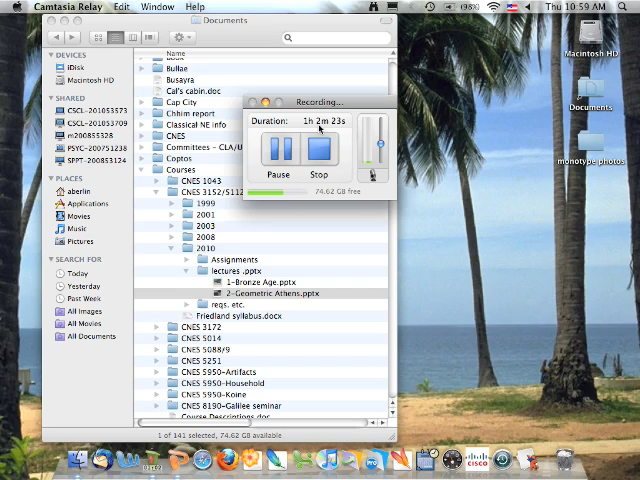 Camtasia Relay Edit Window Help
(98%) Thu 10:59 AM
Documents
Name
DEVICES
iDisk
Macintosh HD
SHARED
CSCL-201053573
CSCL-201053592
m200855328
PSYC-200751238
SPPT-200853124
PLACES
aberlin
Applications
Movies
Music
Pictures
SEARCH FOR
Today
Yesterday
Past Week
All Images
All Movies
All Documents
Book
Bullae
Busayra
Cal's cabin.doc
Cap City
Chhim report
Classical NE info
CNES
Committees - CLA/U
Coptos
Courses
CNES 1043
CNES 3152/5112
1999
2001
2003
2008
2010
Assignments
lectures .pptx
1-Bronze Age.pptx
2-Geometric Athens.pptx
reqs. etc.
Friedland syllabus.docx
CNES 3172
CNES 5014
CNES 5088/9
CNES 5251
CNES 5950-Artifacts
CNES 5950-Household
CNES 5950-Koine
CNES 8190-Galilee seminar
Course Descriptions.doc
1 of 141 selected, 74.62 GB available
Recording...
Duration: 1h 2m 23s
Pause Stop
74.62 GB free
Macintosh HD
Documents
monotype-photos
CISCO